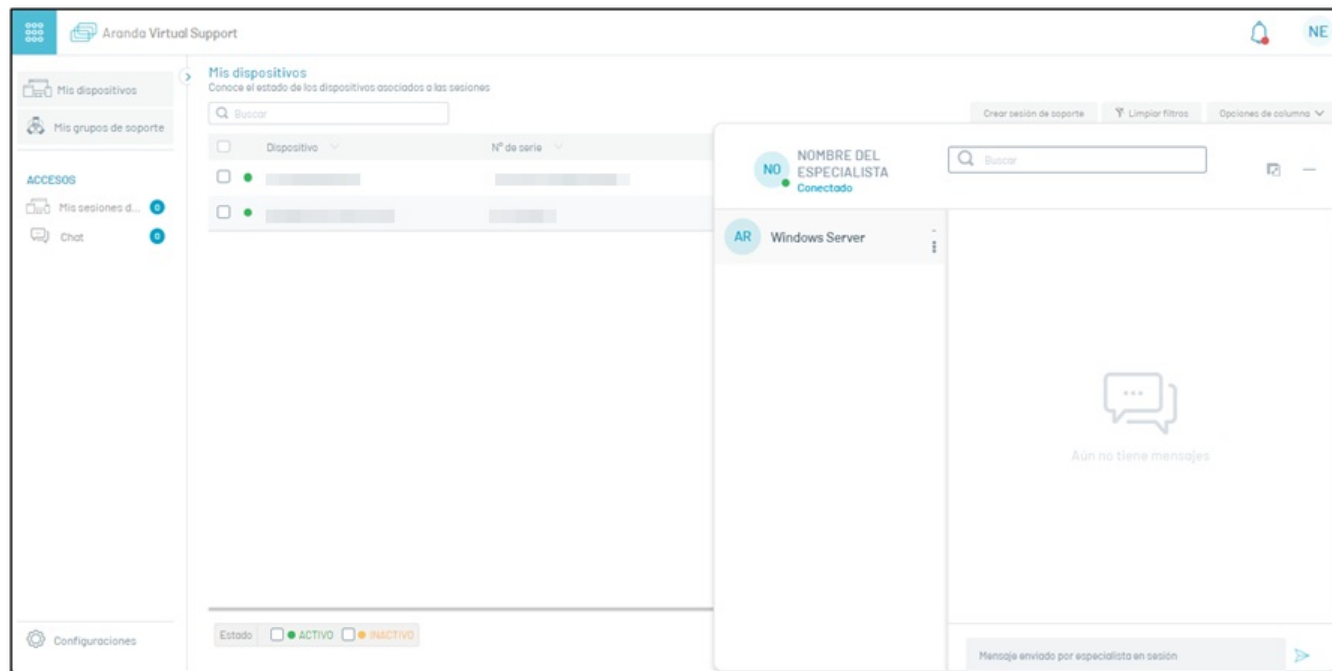 Aranda Virtual Support
NE
Mis dispositivos
Mis grupos de soporte
ACCESOS
Mis sesiones d... 0
Chat 0
Configuraciones
Mis dispositivos
Conoce el estado de los dispositivos asociados a las sesiones
Buscar
Crear sesión de soporte
Limpiar filtros
Opciones de columna
Dispositivo
N° de serie
Estado
ACTIVO
INACTIVO
NO
NOMBRE DEL
ESPECIALISTA
Conectado
Buscar
AR
Windows Server
Aún no tiene mensajes
Mensaje enviado por especialista en sesión